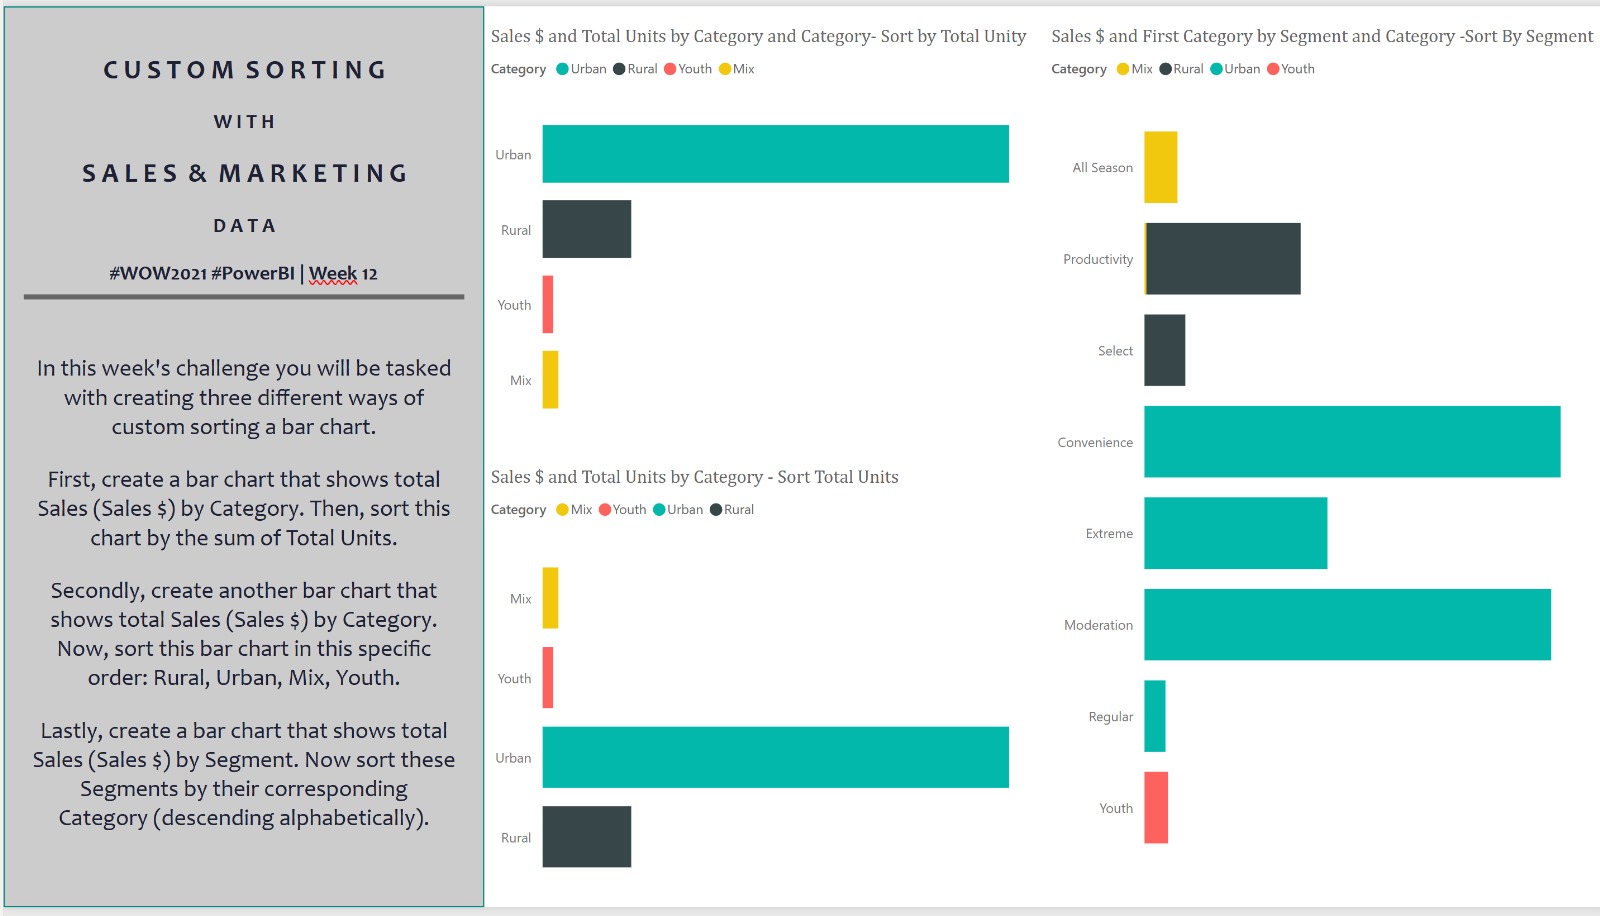 CUSTOM SORTING
WITH
SALES & MARKETING
DATA
#WOW2021 #PowerBI | Week 12
In this week's challenge you will be tasked
with creating three different ways of
custom sorting a bar chart.
First, create a bar chart that shows total
Sales (Sales $) by Category. Then, sort this
chart by the sum of Total Units.
Secondly, create another bar chart that
shows total Sales (Sales $) by Category.
Now, sort this bar chart in this specific
order: Rural, Urban, Mix, Youth.
Lastly, create a bar chart that shows total
Sales (Sales $) by Segment. Now sort these
Segments by their corresponding
Category (descending alphabetically).
Sales $ and Total Units by Category and Category- Sort by Total Unity
Category Urban Rural Youth Mix
Urban
Rural
Youth
Mix
Sales $ and Total Units by Category - Sort Total Units
Category Mix Youth Urban Rural
Mix
Youth
Urban
Rural
Sales $ and First Category by Segment and Category -Sort By Segment
Category Mix Rural Urban Youth
All Season
Productivity
Select
Convenience
Extreme
Moderation
Regular
Youth